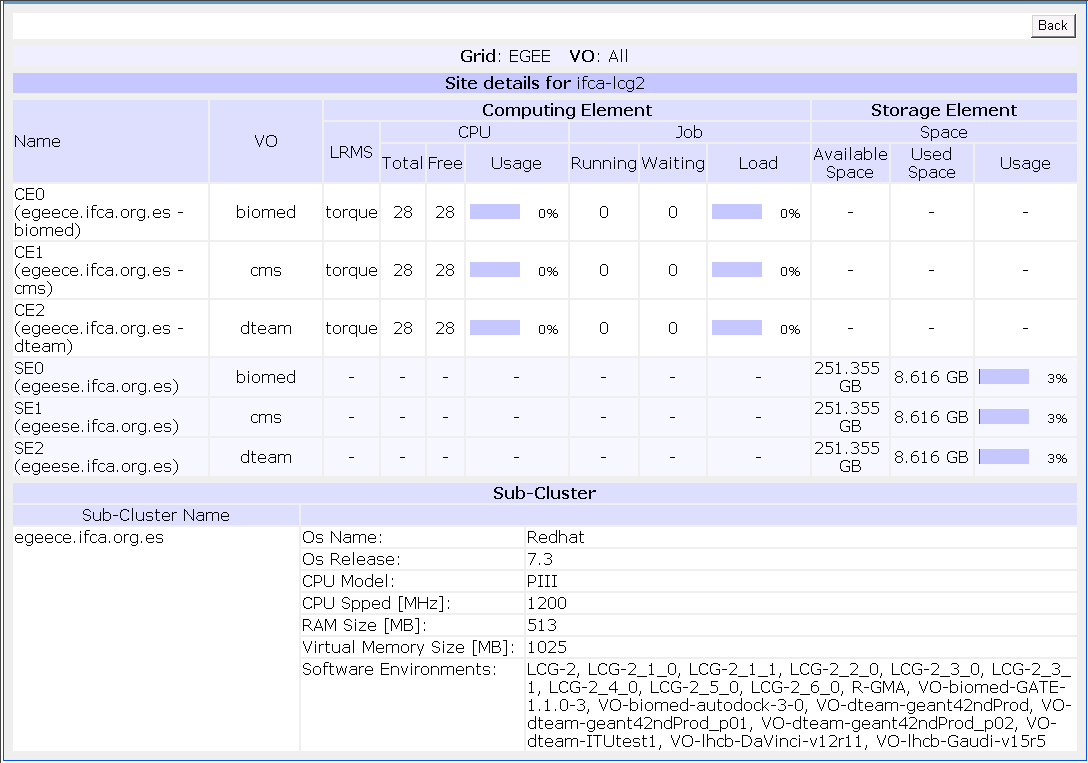 Back
Grid: EGEE VO: All
Site details for ifca-lcg2
Name VO Computing Element Storage Element
LRMS CPU Job Space
Total Free Usage Running Waiting Load Available Space Used Space Usage
CE0
(egeece.ifca.org.es -
biomed) biomed torque 28 28 0% 0 0 0% - - -
CE1
(egeece.ifca.org.es -
cms) cms torque 28 28 0% 0 0 0% - - -
CE2
(egeece.ifca.org.es -
dteam) dteam torque 28 28 0% 0 0 0% - - -
SE0
(egeese.ifca.org.es) biomed - - - - - - - 251.355 GB 8.616 GB 3%
SE1
(egeese.ifca.org.es) cms - - - - - - - 251.355 GB 8.616 GB 3%
SE2
(egeese.ifca.org.es) dteam - - - - - - - 251.355 GB 8.616 GB 3%
Sub-Cluster
Sub-Cluster Name
egeece.ifca.org.es Os Name: Redhat
Os Release: 7.3
CPU Model: PIII
CPU Spped [MHz]: 1200
RAM Size [MB]: 513
Virtual Memory Size [MB]: 1025
Software Environments: LCG-2, LCG-2_1_0, LCG-2_1_1, LCG-2_2_0, LCG-2_3_0, LCG-2_3_
1, LCG-2_4_0, LCG-2_5_0, LCG-2_6_0, R-GMA, VO-biomed-GATE-
1.1.0-3, VO-biomed-autodock-3-0, VO-dteam-geant42ndProd, VO-
dteam-geant42ndProd_p01, VO-dteam-geant42ndProd_p02, VO-
dteam-ITUtest1, VO-lhcb-DaVinci-v12r11, VO-lhcb-Gaudi-v15r5